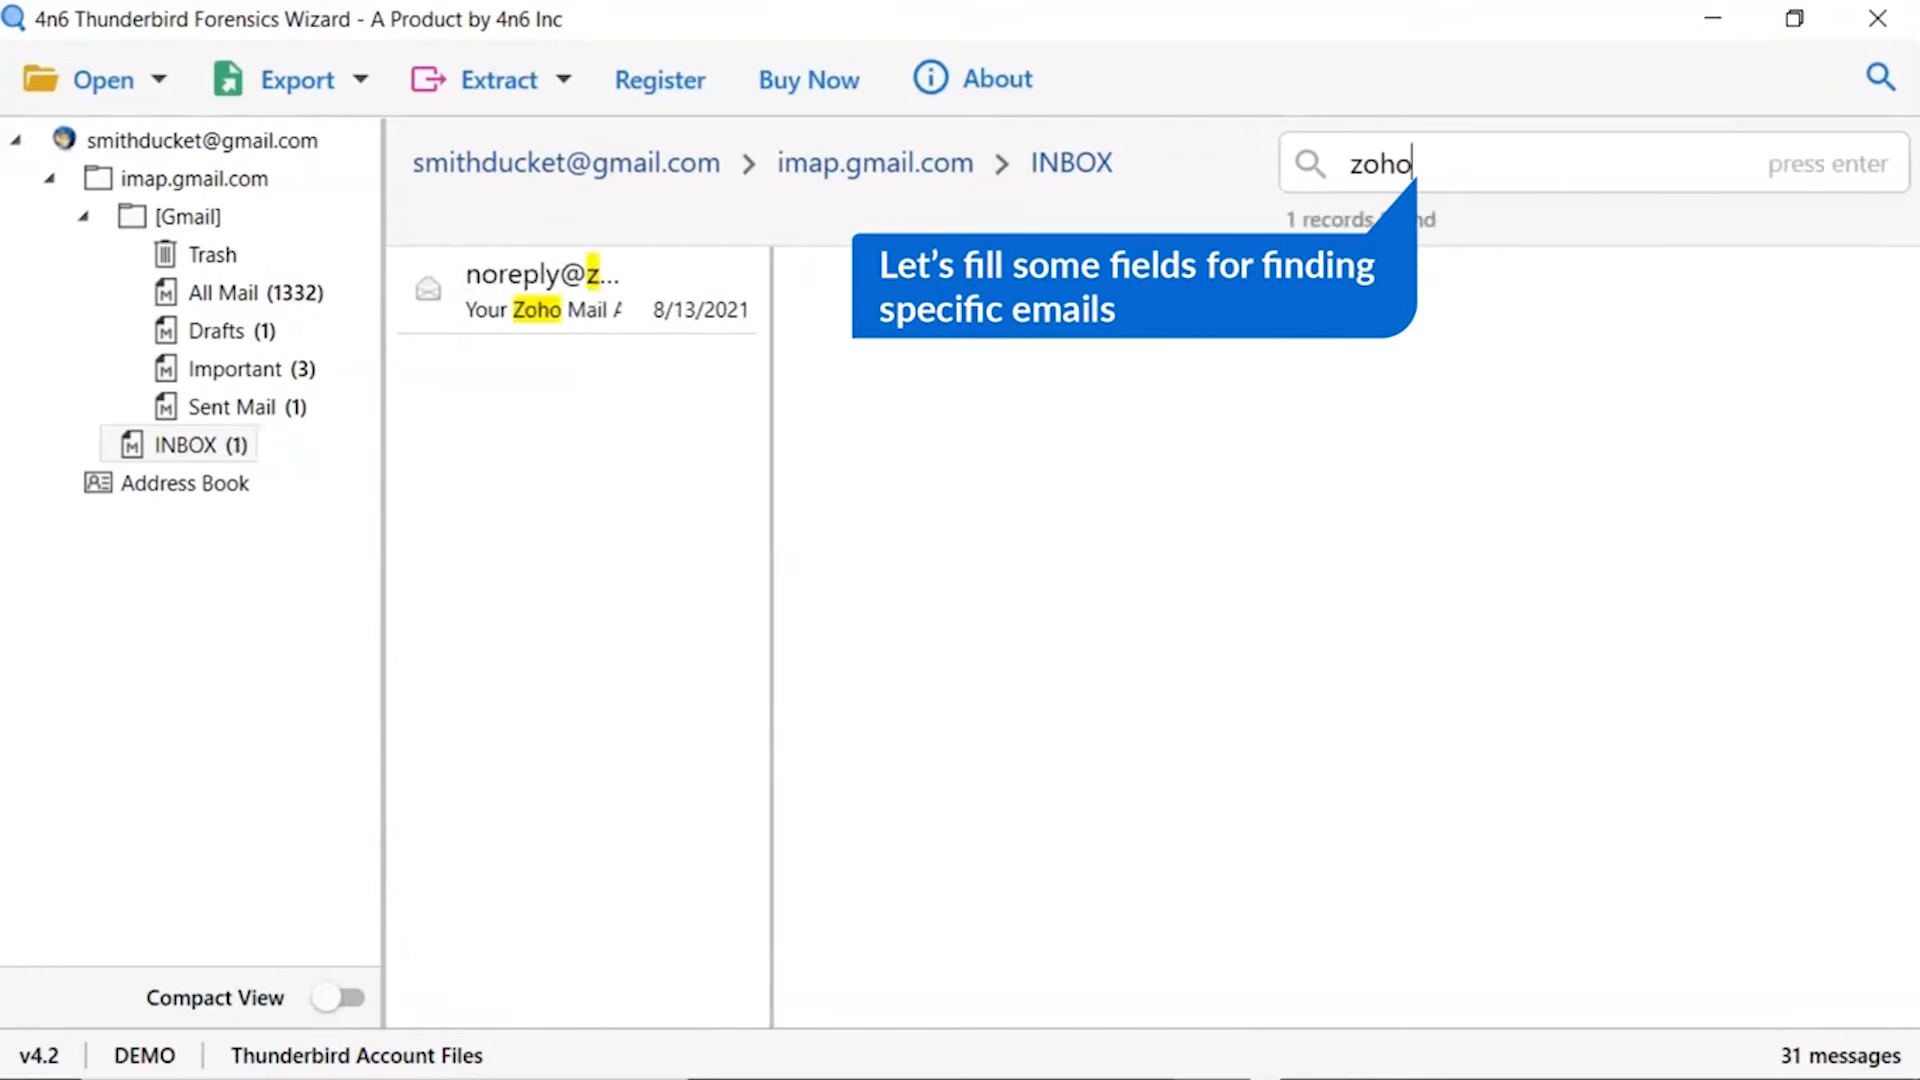 4n6 Thunderbird Forensics Wizard - A Product by 4n6 Inc
Open Export Extract Register Buy Now About
smithducket@gmail.com
imap.gmail.com
[Gmail]
Trash
All Mail (1332)
Drafts (1)
Important (3)
Sent Mail (1)
INBOX (1)
Address Book
Compact View
smithducket@gmail.com > imap.gmail.com > INBOX
zoho press enter
1 records
noreply@z...
Your Zoho Mail 8/13/2021
Let's fill some fields for finding
specific emails
v4.2 DEMO Thunderbird Account Files 31 messages